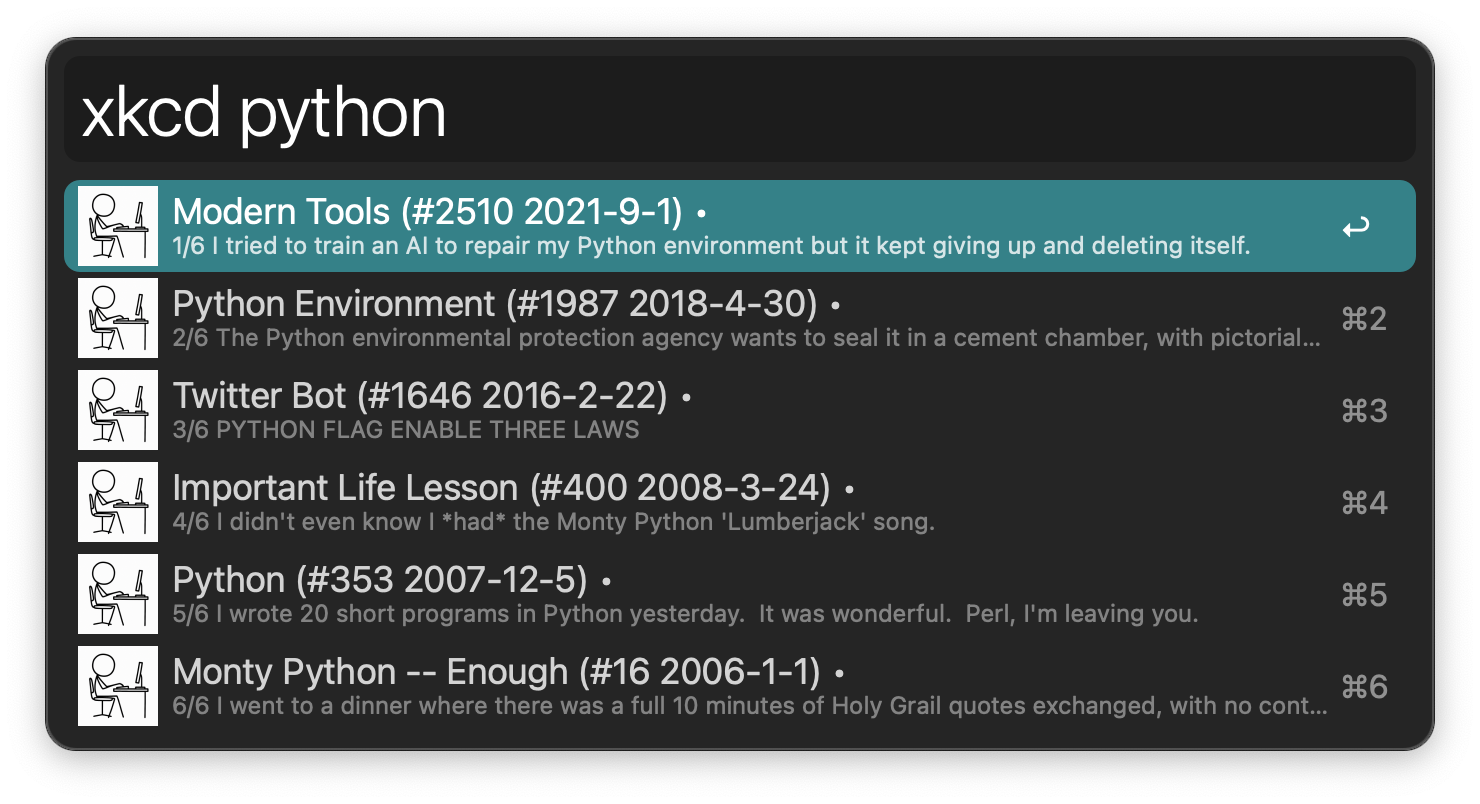 xkcd python
Modern Tools (#2510 2021-9-1) •
1/6 I tried to train an AI to repair my Python environment but it kept giving up and deleting itself.
↩
Python Environment (#1987 2018-4-30) •
2/6 The Python environmental protection agency wants to seal it in a cement chamber, with pictorial...
⌘2
Twitter Bot (#1646 2016-2-22) •
3/6 PYTHON FLAG ENABLE THREE LAWS
⌘3
Important Life Lesson (#400 2008-3-24) •
4/6 I didn't even know I *had* the Monty Python 'Lumberjack' song.
⌘4
Python (#353 2007-12-5) •
5/6 I wrote 20 short programs in Python yesterday.  It was wonderful.  Perl, I'm leaving you.
⌘5
Monty Python -- Enough (#16 2006-1-1) •
6/6 I went to a dinner where there was a full 10 minutes of Holy Grail quotes exchanged, with no cont...
⌘6